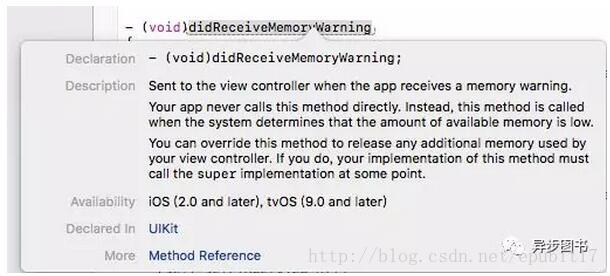 - (void)didReceiveMemoryWarning
Declaration - (void)didReceiveMemoryWarning;
Description Sent to the view controller when the app receives a memory warning.
Your app never calls this method directly. Instead, this method is called
when the system determines that the amount of available memory is low.
You can override this method to release any additional memory used by
your view controller. If you do, your implementation of this method must
call the super implementation at some point.
Availability iOS (2.0 and later), tvOS (9.0 and later)
Declared In UIKit
More Method Reference
异步图书
http://blog.csdn.net/epubit17